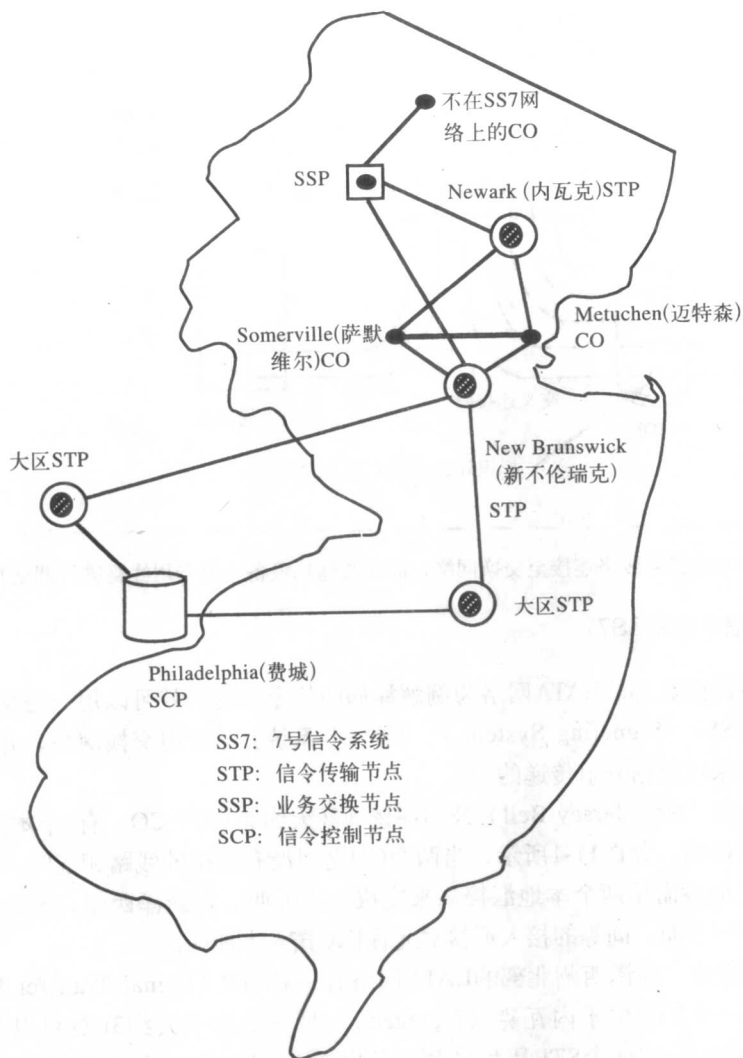 不在SS7网
络上的CO
SSP
Newark (内瓦克)STP
Metuchen(迈特森)
CO
Somerville(萨默
维尔)CO
大区STP
New Brunswick
(新不伦瑞克)
STP
大区STP
Philadelphia(费城)
SCP
SS7: 7号信令系统
STP: 信令传输节点
SSP: 业务交换节点
SCP: 信令控制节点